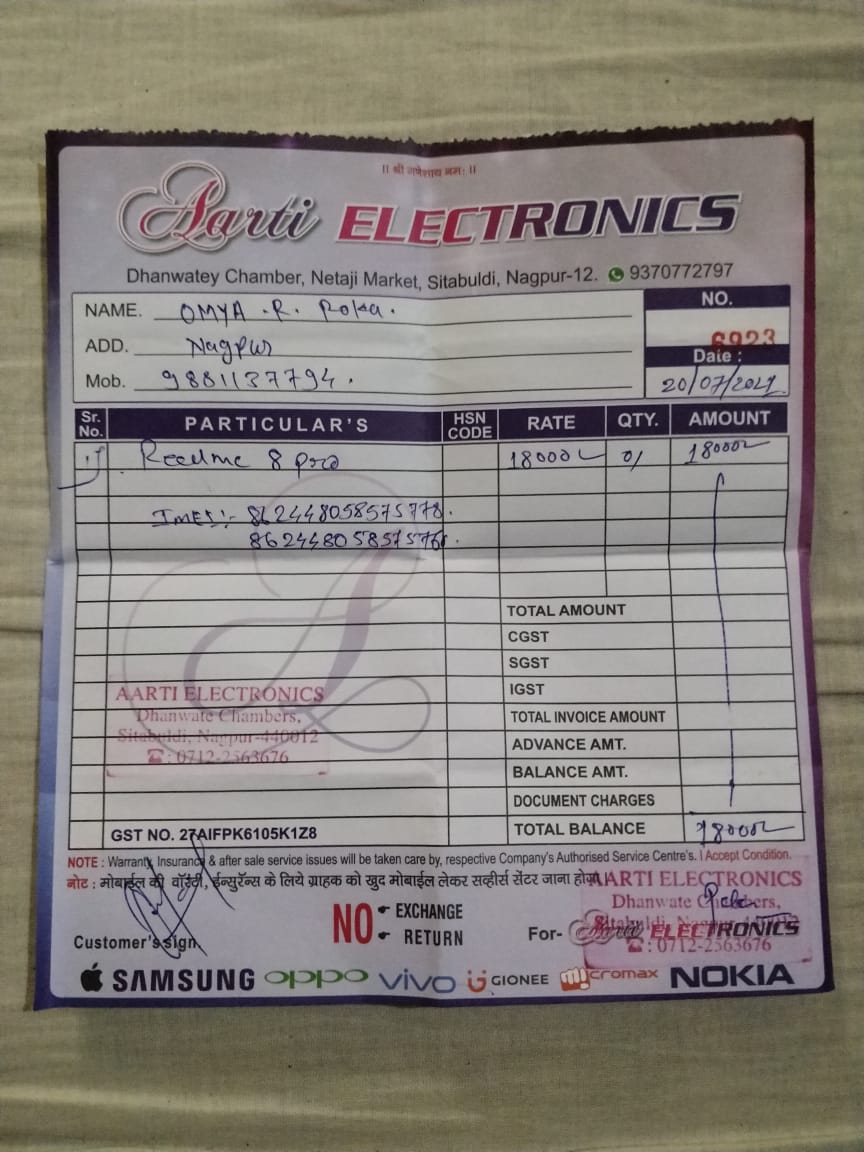 || श्री गणेशाय नमः ||
Aarti ELECTRONICS
Dhanwatey Chamber, Netaji Market, Sitabuldi, Nagpur-12. 9370772797
NAME. OMYA .R. Poka.
NO.
6923
ADD. Nagpur
Date :
Mob. 9881137794.
20/07/2021
Sr. No. PARTICULAR'S HSN CODE RATE QTY. AMOUNT
1) Realme 8 pro 18000 01 18000
IMEI:- 862448058575778.
862448058575760.
TOTAL AMOUNT
CGST
SGST
IGST
TOTAL INVOICE AMOUNT
ADVANCE AMT.
BALANCE AMT.
DOCUMENT CHARGES
AARTI ELECTRONICS
Dhanwate Chambers,
Sitabuldi, Nagpur-440012
☎: 0712-2563676
GST NO. 27AIFPK6105K1Z8
TOTAL BALANCE 18000
NOTE : Warranty, Insurance & after sale service issues will be taken care by, respective Company's Authorised Service Centre's. I Accept Condition.
नोट : मोबाईल की वॉरंटी, ईन्सुरॅन्स के लिये ग्राहक को खुद मोबाईल लेकर सर्व्हीर्स सेंटर जाना होगा।
AARTI ELECTRONICS
Dhanwate Chambers,
Sitabuldi, Nagpur-440012
☎: 0712-2563676
NO EXCHANGE
RETURN
Customer's sign.
For- Aarti ELECTRONICS
SAMSUNG oppo vivo GIONEE micromax NOKIA